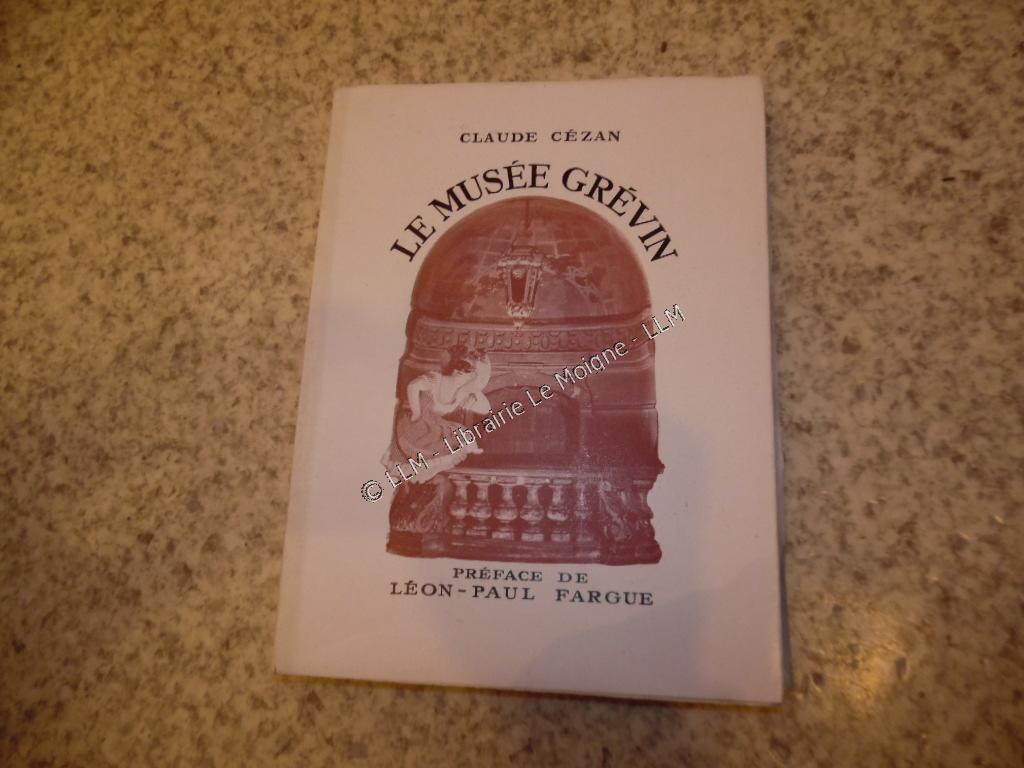 CLAUDE CÉZAN
LE MUSÉE GRÉVIN
© LLM - Librairie Le Moigne - LLM
PRÉFACE DE
LÉON-PAUL FARGUE